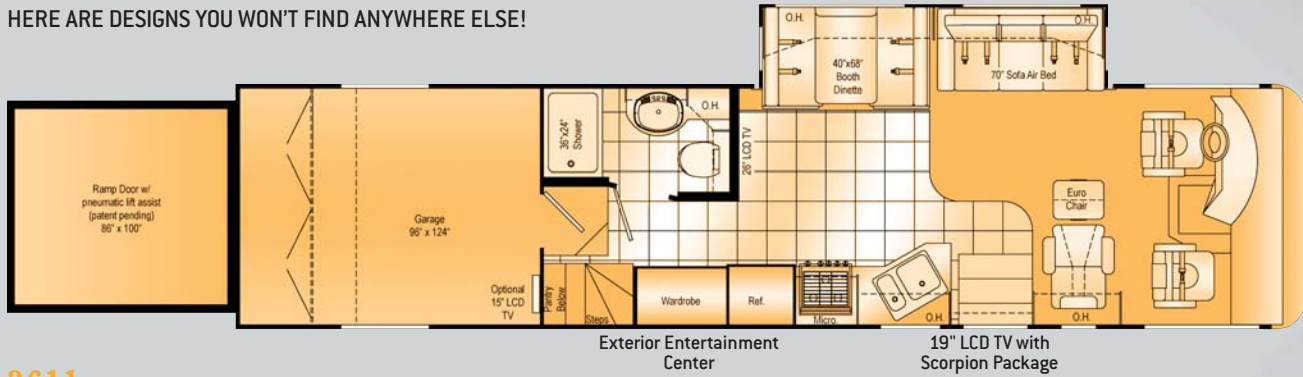 HERE ARE DESIGNS YOU WON'T FIND ANYWHERE ELSE!
O.H.
O.H.
40"x68"
Booth
Dinette
70" Sofa Air Bed
36"x24"
Shower
O.H.
26" LCD TV
Ramp Door w/
pneumatic lift assist
(patent pending)
86" x 100"
Garage
96" x 124"
Euro
Chair
Optional
15" LCD
TV
Pantry
Below
Steps
Wardrobe
Ref.
Micro.
O.H.
O.H.
Exterior Entertainment
Center
19" LCD TV with
Scorpion Package
3611